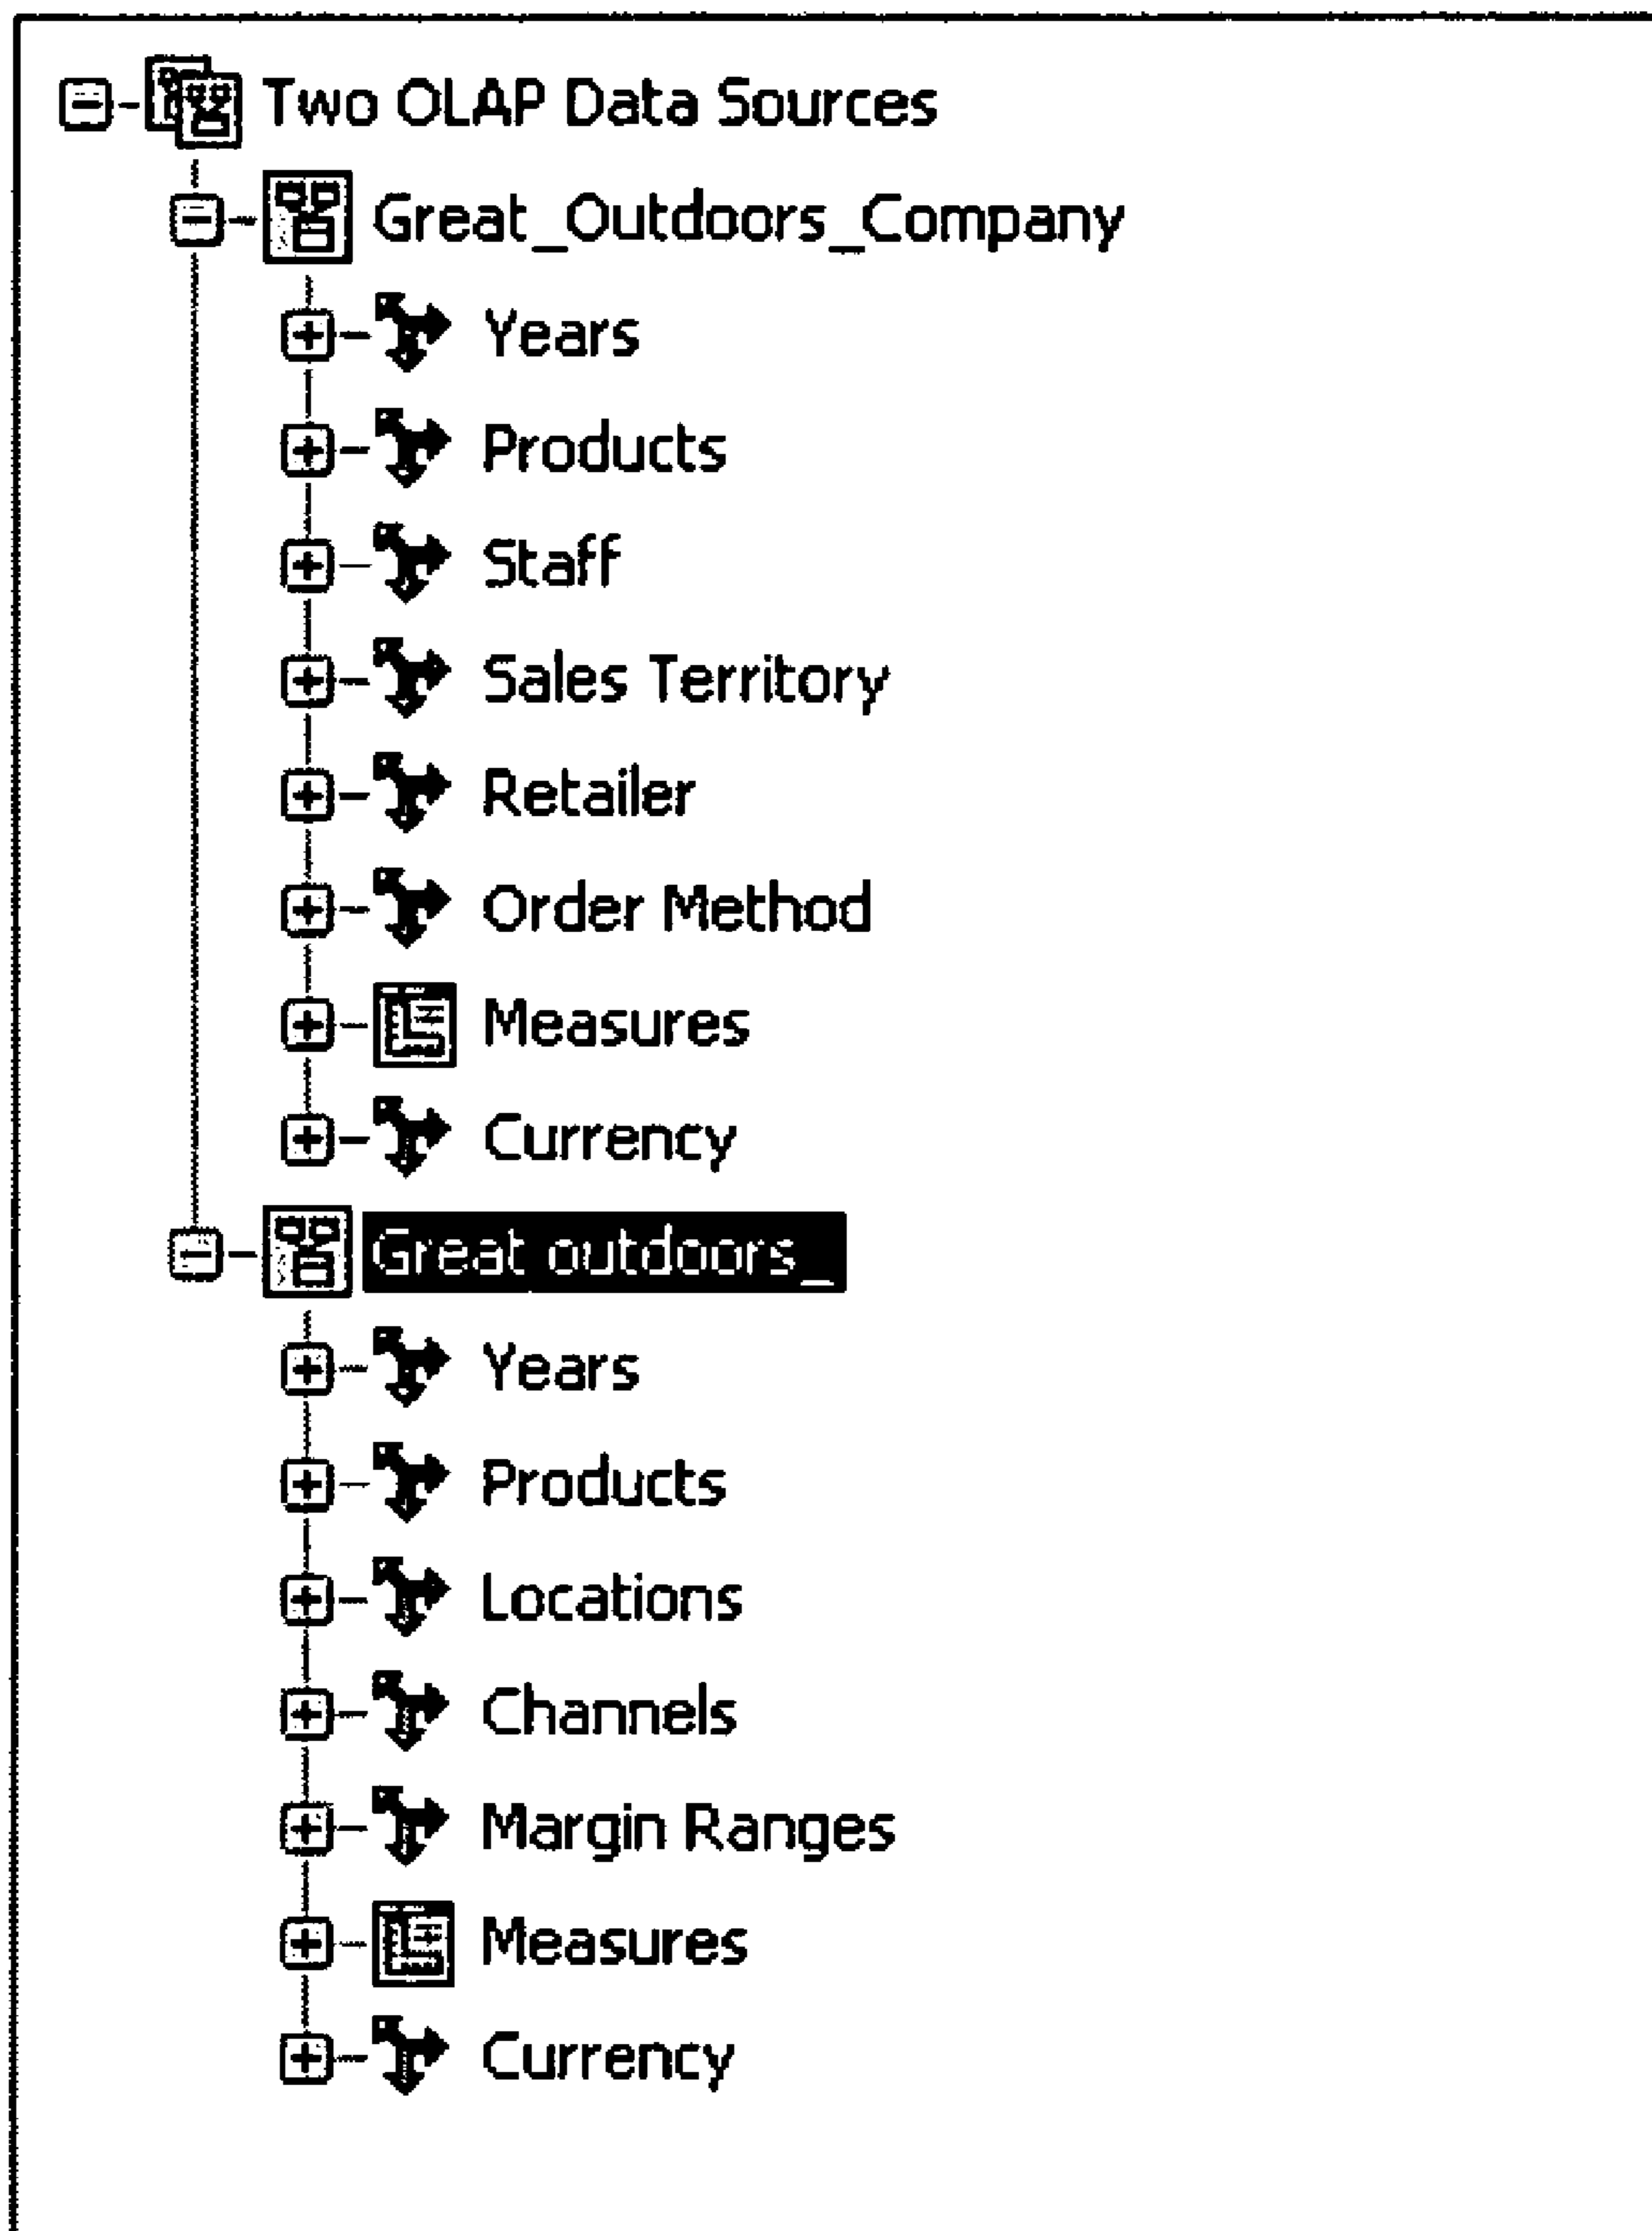 Two OLAP Data Sources
Great_Outdoors_Company
Years
Products
Staff
Sales Territory
Retailer
Order Method
Measures
Currency
Great outdoors_
Years
Products
Locations
Channels
Margin Ranges
Measures
Currency